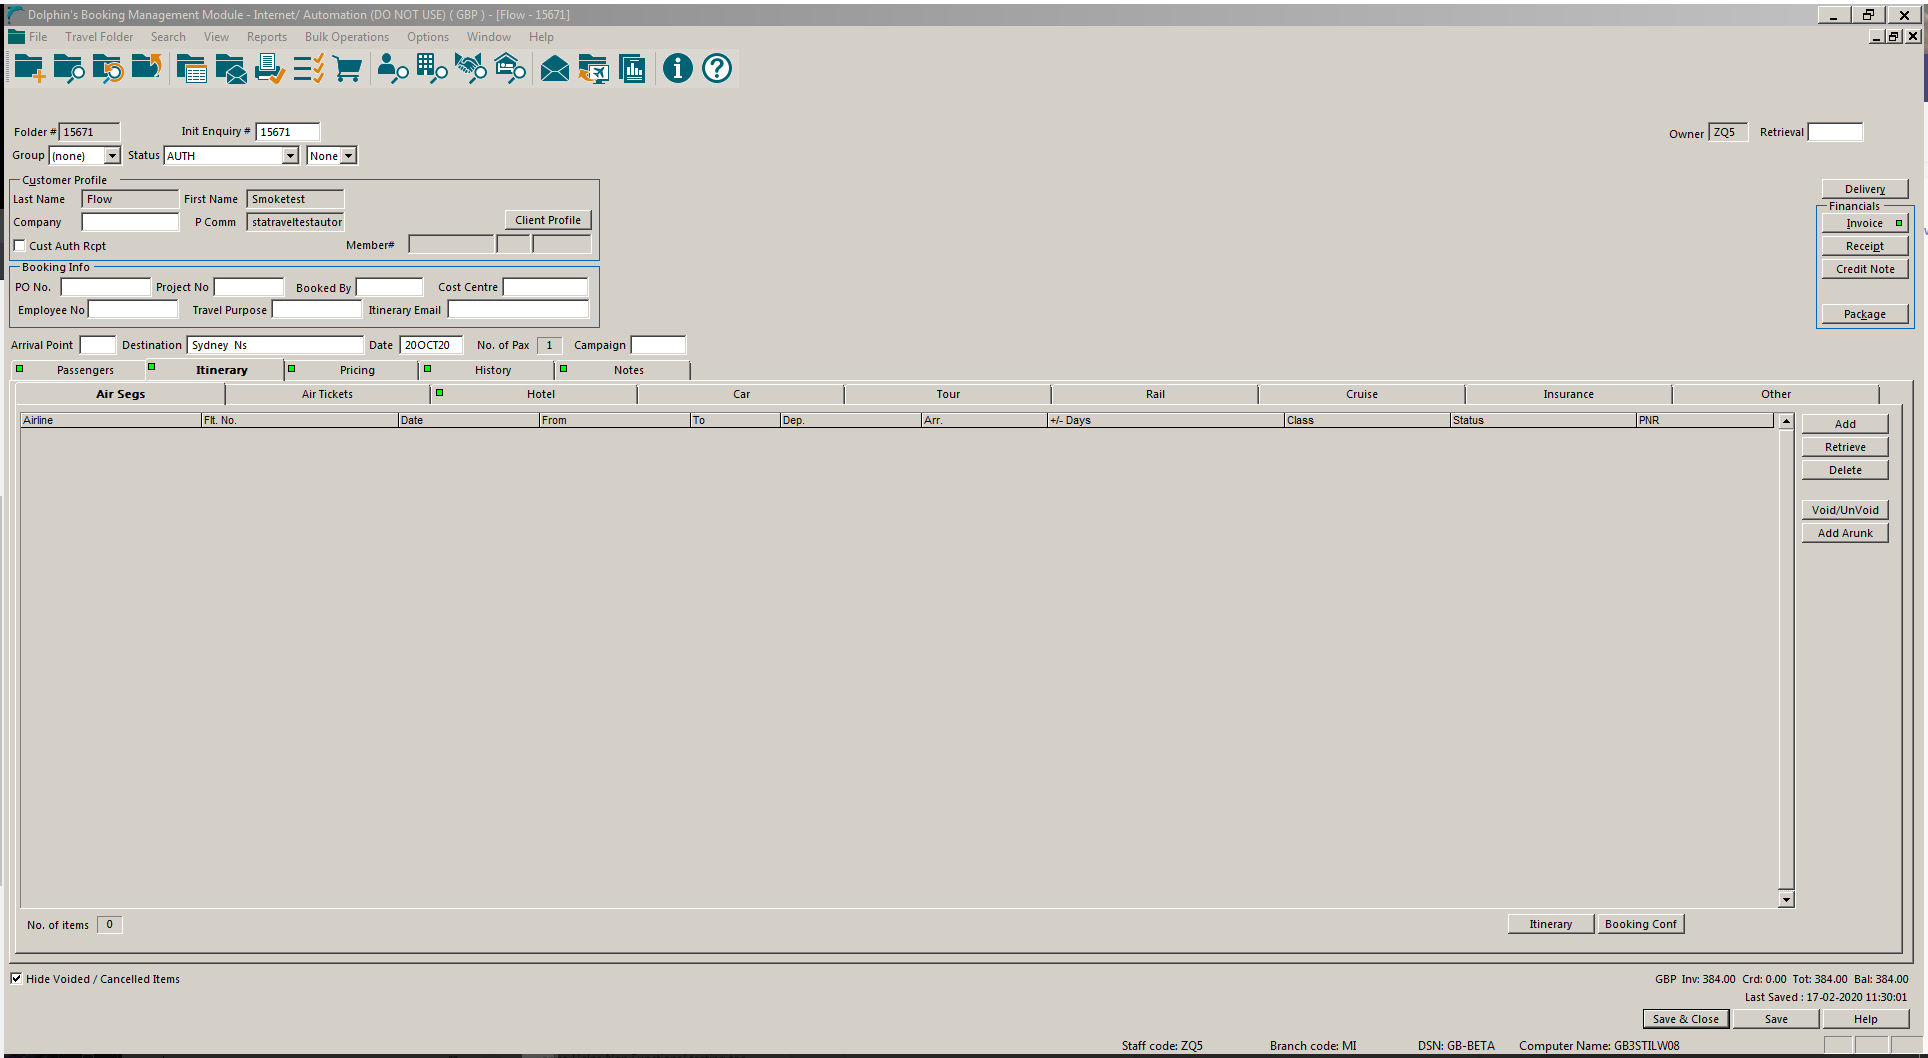 Dolphin's Booking Management Module - Internet/ Automation (DO NOT USE) ( GBP ) - [Flow - 15671]
File Travel Folder Search View Reports Bulk Operations Options Window Help
Folder # 15671 Init Enquiry # 15671 Owner ZQ5 Retrieval
Group (none) Status AUTH None
Customer Profile
Last Name Flow First Name Smoketest
Company P Comm statraveltestautor Client Profile
Cust Auth Rcpt Member#
Delivery
Financials
Invoice
Receipt
Credit Note
Package
Booking Info
PO No. Project No Booked By Cost Centre
Employee No Travel Purpose Itinerary Email
Arrival Point Destination Sydney Ns Date 20OCT20 No. of Pax 1 Campaign
Passengers Itinerary Pricing History Notes
Air Segs Air Tickets Hotel Car Tour Rail Cruise Insurance Other
Airline Flt. No. Date From To Dep. Arr. +/- Days Class Status PNR
Add
Retrieve
Delete
Void/UnVoid
Add Arunk
No. of items 0 Itinerary Booking Conf
Hide Voided / Cancelled Items GBP Inv: 384.00 Crd: 0.00 Tot: 384.00 Bal: 384.00
Last Saved : 17-02-2020 11:30:01
Save & Close Save Help
Staff code: ZQ5 Branch code: MI DSN: GB-BETA Computer Name: GB3STILW08